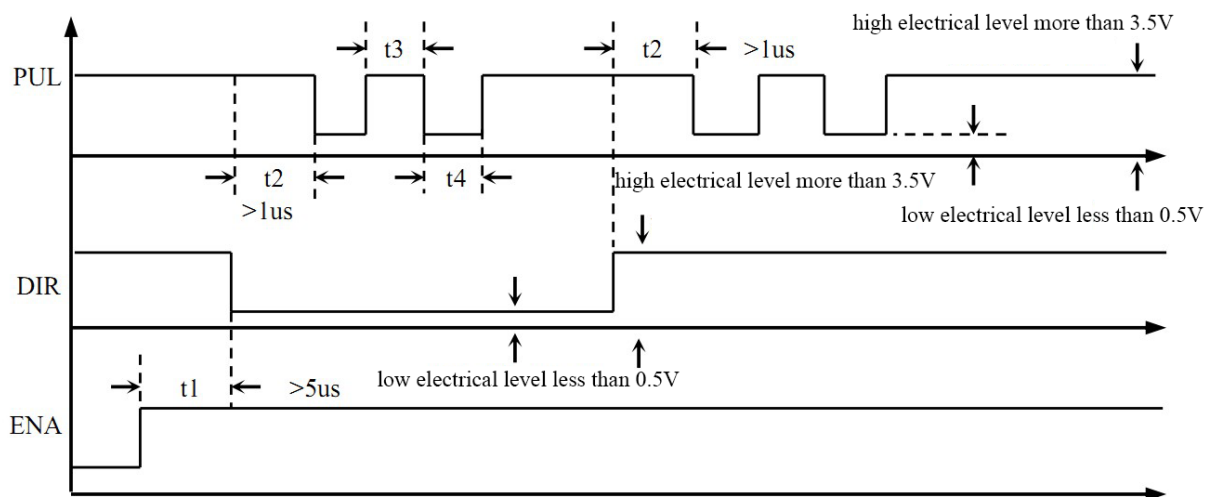 high electrical level more than 3.5V
t3
t2
>1us
PUL
t2
t4
high electrical level more than 3.5V
>1us
low electrical level less than 0.5V
DIR
low electrical level less than 0.5V
t1
>5us
ENA